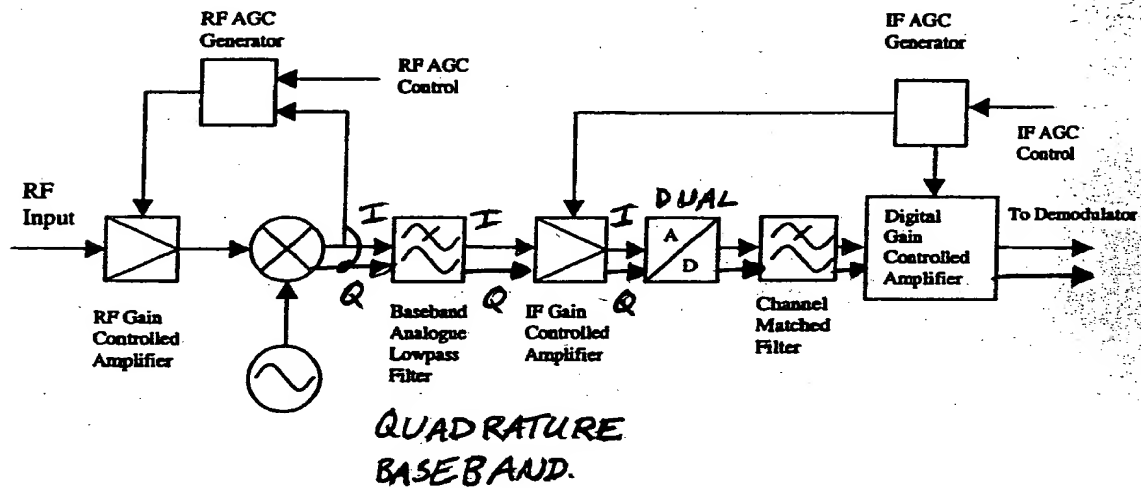 RF AGC
Generator
RF AGC
Control
IF AGC
Generator
IF AGC
Control
RF
Input
I
I
I
DUAL
A
D
Q
Q
Q
Digital
Gain
Controlled
Amplifier
To Demodulator
RF Gain
Controlled
Amplifier
Baseband
Analogue
Lowpass
Filter
IF Gain
Controlled
Amplifier
Channel
Matched
Filter
QUADRATURE
BASEBAND.